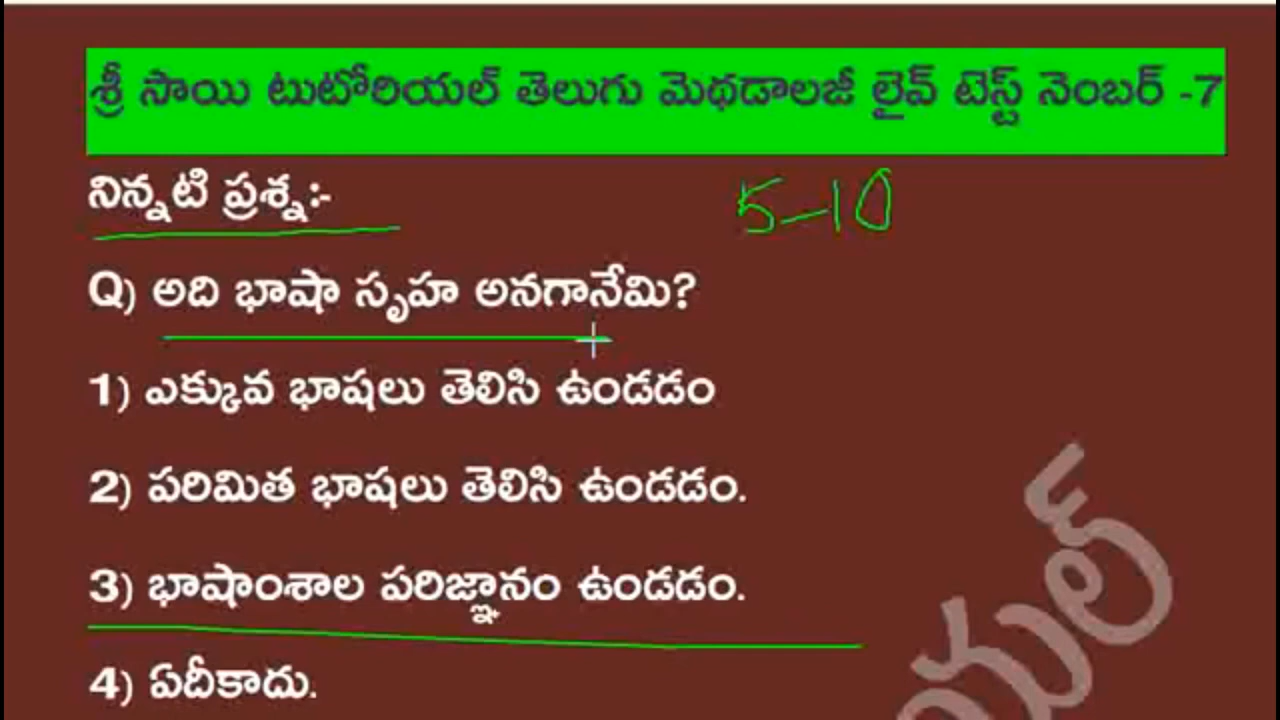 శ్రీ సాయి టుటోరియల్ తెలుగు మెథడాలజీ లైవ్ టెస్ట్ నెంబర్ -7
నిన్నటి ప్రశ్న:-
5-10
Q) అది భాషా సృహ అనగానేమి?
1) ఎక్కువ భాషలు తెలిసి ఉండడం
2) పరిమిత భాషలు తెలిసి ఉండడం.
3) భాషాంశాల పరిజ్ఞానం ఉండడం.
4) ఏదీకాదు.
యల్